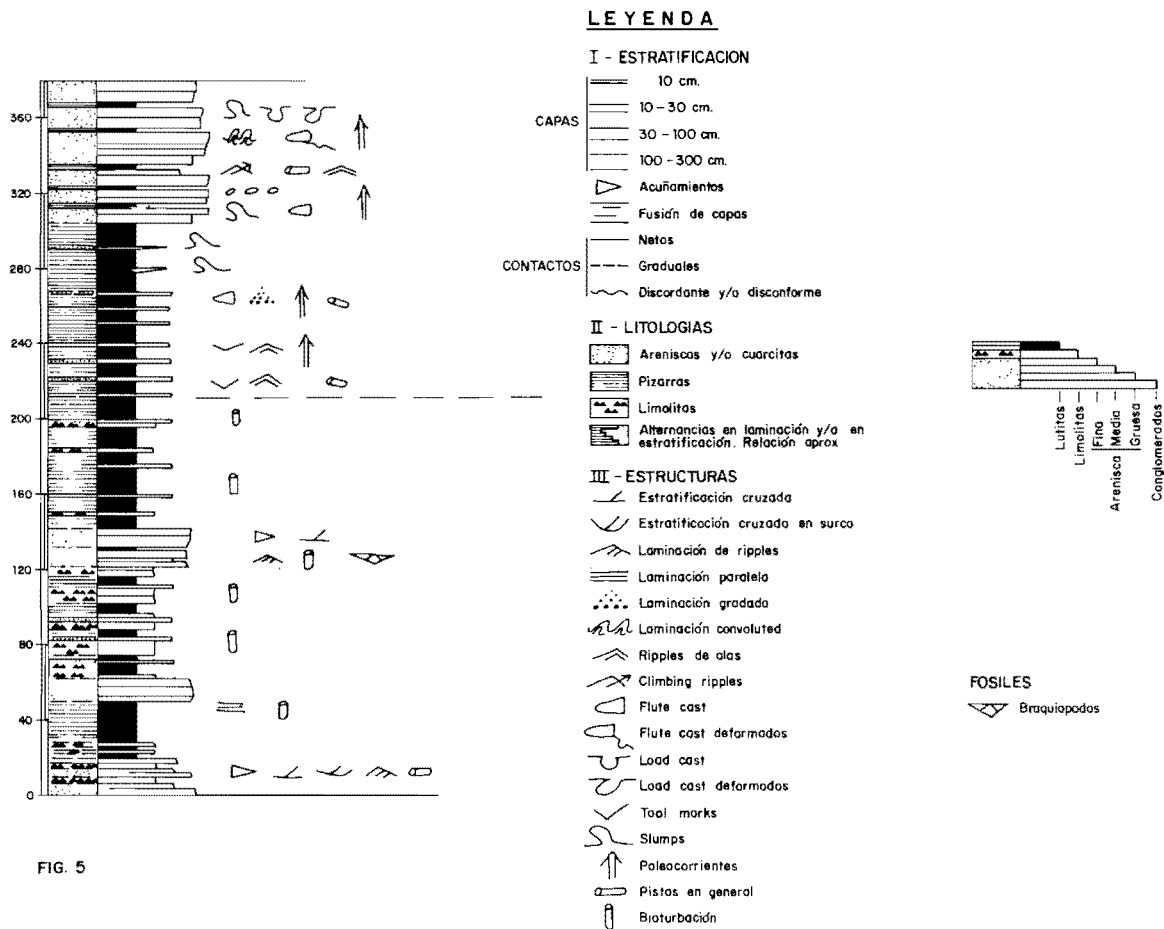 LEYENDA
I - ESTRATIFICACION
CAPAS
10 cm.
10 - 30 cm.
30 - 100 cm.
100 - 300 cm.
Acuñamientos
Fusión de capas
CONTACTOS
Netos
Graduales
Discordante y/o disconforme
II - LITOLOGIAS
Areniscas y/o cuarcitas
Pizarras
Limolitas
Alternancias en laminación y/o en
estratificación. Relación aprox
III - ESTRUCTURAS
Estratificación cruzada
Estratificación cruzada en surco
Laminación de ripples
Laminación paralela
Laminación gradada
Laminación convoluted
Ripples de olas
Climbing ripples
Flute cast
Flute cast deformados
Load cast
Load cast deformados
Tool marks
Slumps
Paleocorrientes
Pistas en general
Bioturbación
Lutitas
Limolitas
Fina
Media
Gruesa
Arenisca
Conglomerados
FOSILES
Braquiopodos
360
320
280
240
200
160
120
80
40
0
FIG. 5